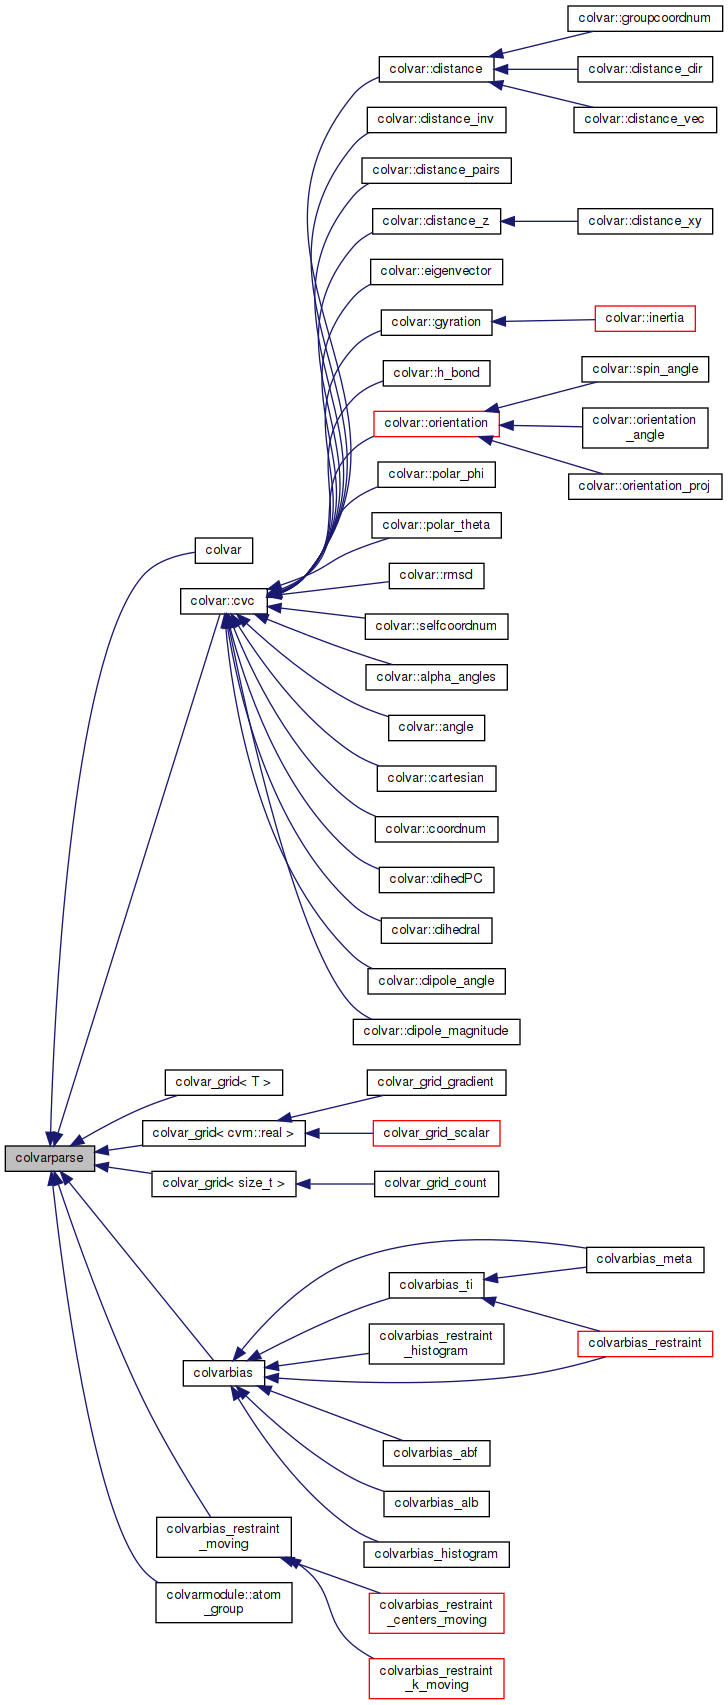 colvar::groupcoordnum
colvar::distance
colvar::distance_dir
colvar::distance_vec
colvar::distance_inv
colvar::distance_pairs
colvar::distance_z
colvar::distance_xy
colvar::eigenvector
colvar::gyration
colvar::inertia
colvar::h_bond
colvar::spin_angle
colvar::orientation
colvar::orientation
_angle
colvar::orientation_proj
colvar::polar_phi
colvar::polar_theta
colvar
colvar::rmsd
colvar::cvc
colvar::selfcoordnum
colvar::alpha_angles
colvar::angle
colvar::cartesian
colvar::coordnum
colvar::dihedPC
colvar::dihedral
colvar::dipole_angle
colvar::dipole_magnitude
colvar_grid< T >
colvar_grid_gradient
colvar_grid< cvm::real >
colvar_grid_scalar
colvarparse
colvar_grid< size_t >
colvar_grid_count
colvarbias_meta
colvarbias_ti
colvarbias_restraint
_histogram
colvarbias_restraint
colvarbias
colvarbias_abf
colvarbias_alb
colvarbias_restraint
_moving
colvarbias_histogram
colvarmodule::atom
_group
colvarbias_restraint
_centers_moving
colvarbias_restraint
_k_moving